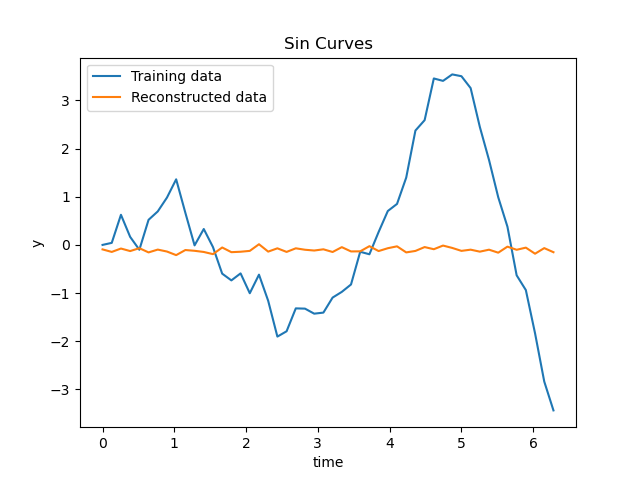 Sin Curves
Training data
Reconstructed data
y
3
2
1
0
−1
−2
−3
0 1 2 3 4 5 6
time